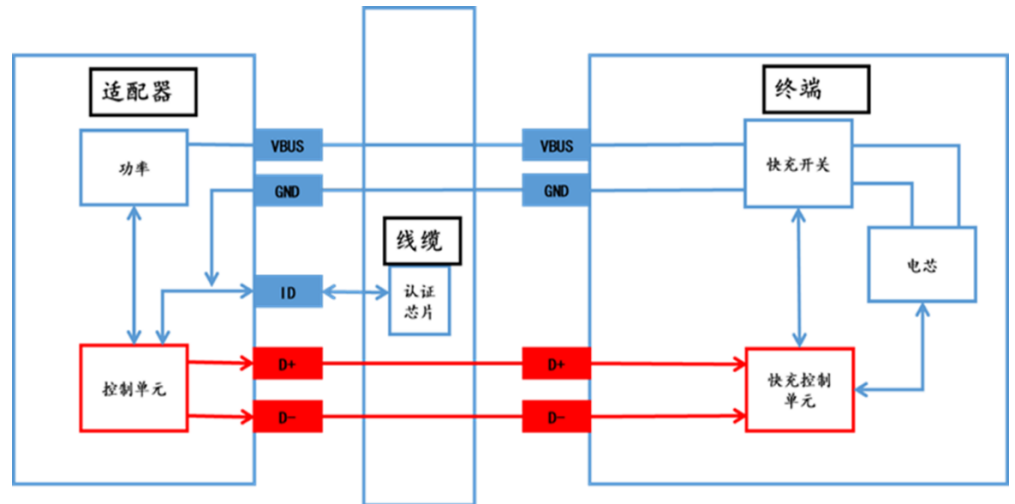 适配器
终端
功率
VBUS
VBUS
快充开关
GND
GND
线缆
电芯
ID
认证
芯片
控制单元
D+
D+
快充控制
单元
D-
D-